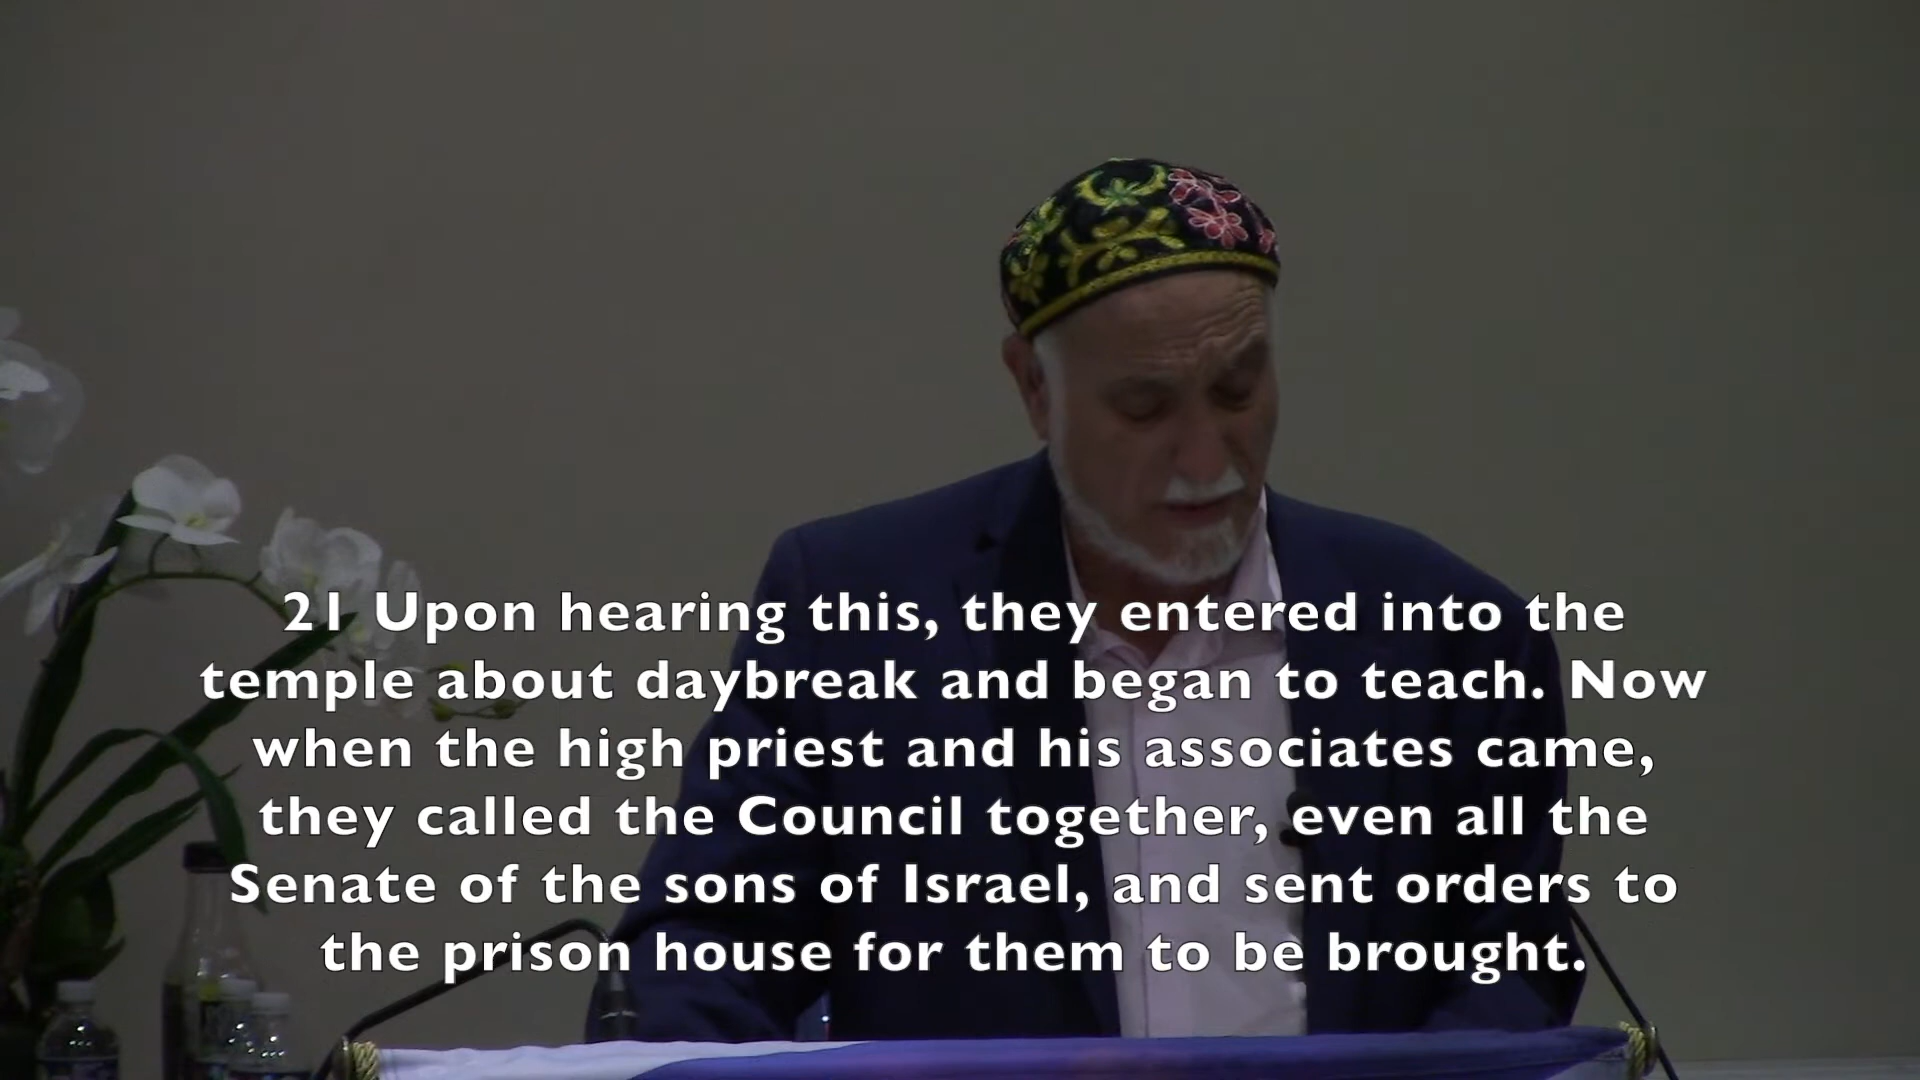 21 Upon hearing this, they entered into the
temple about daybreak and began to teach. Now
when the high priest and his associates came,
they called the Council together, even all the
Senate of the sons of Israel, and sent orders to
the prison house for them to be brought.